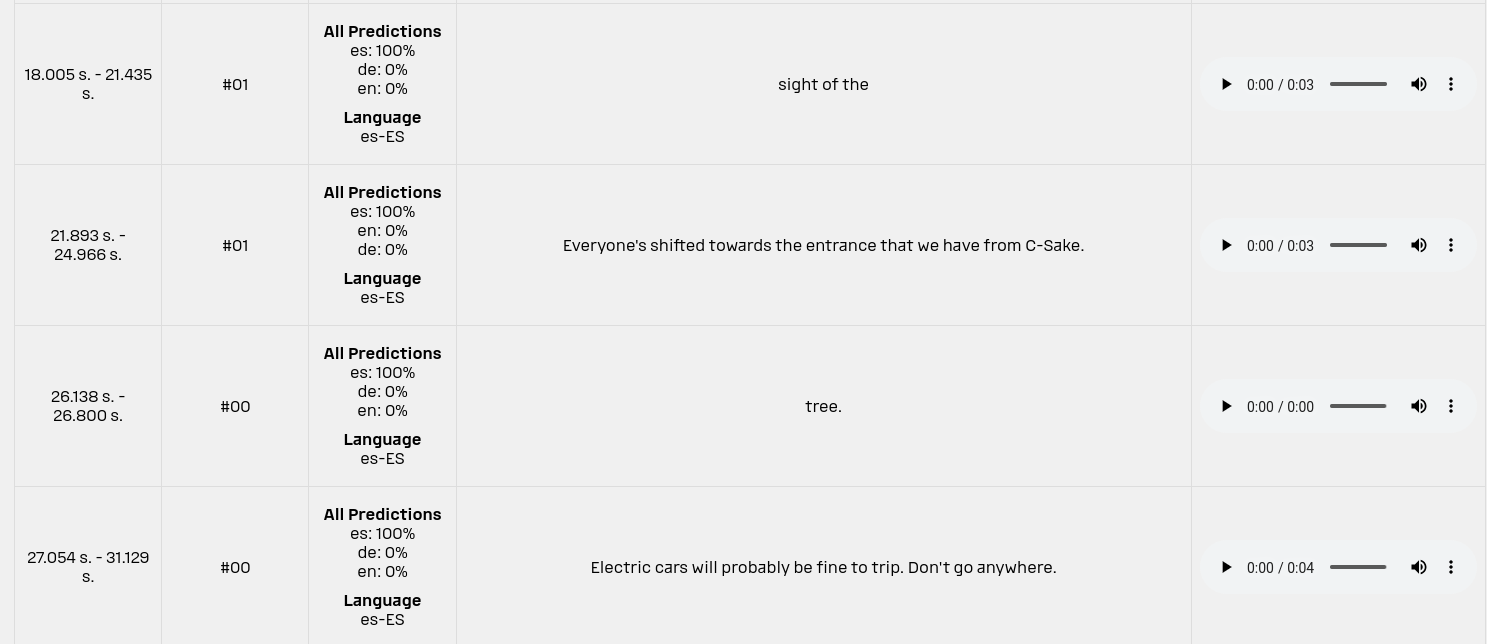 18.005 s. - 21.435
s.
#01
All Predictions
es: 100%
de: 0%
en: 0%
Language
es-ES
sight of the
0:00 / 0:03
21.893 s. -
24.966 s.
#01
All Predictions
es: 100%
en: 0%
de: 0%
Language
es-ES
Everyone's shifted towards the entrance that we have from C-Sake.
0:00 / 0:03
26.138 s. -
26.800 s.
#00
All Predictions
es: 100%
de: 0%
en: 0%
Language
es-ES
tree.
0:00 / 0:00
27.054 s. - 31.129
s.
#00
All Predictions
es: 100%
de: 0%
en: 0%
Language
es-ES
Electric cars will probably be fine to trip. Don't go anywhere.
0:00 / 0:04